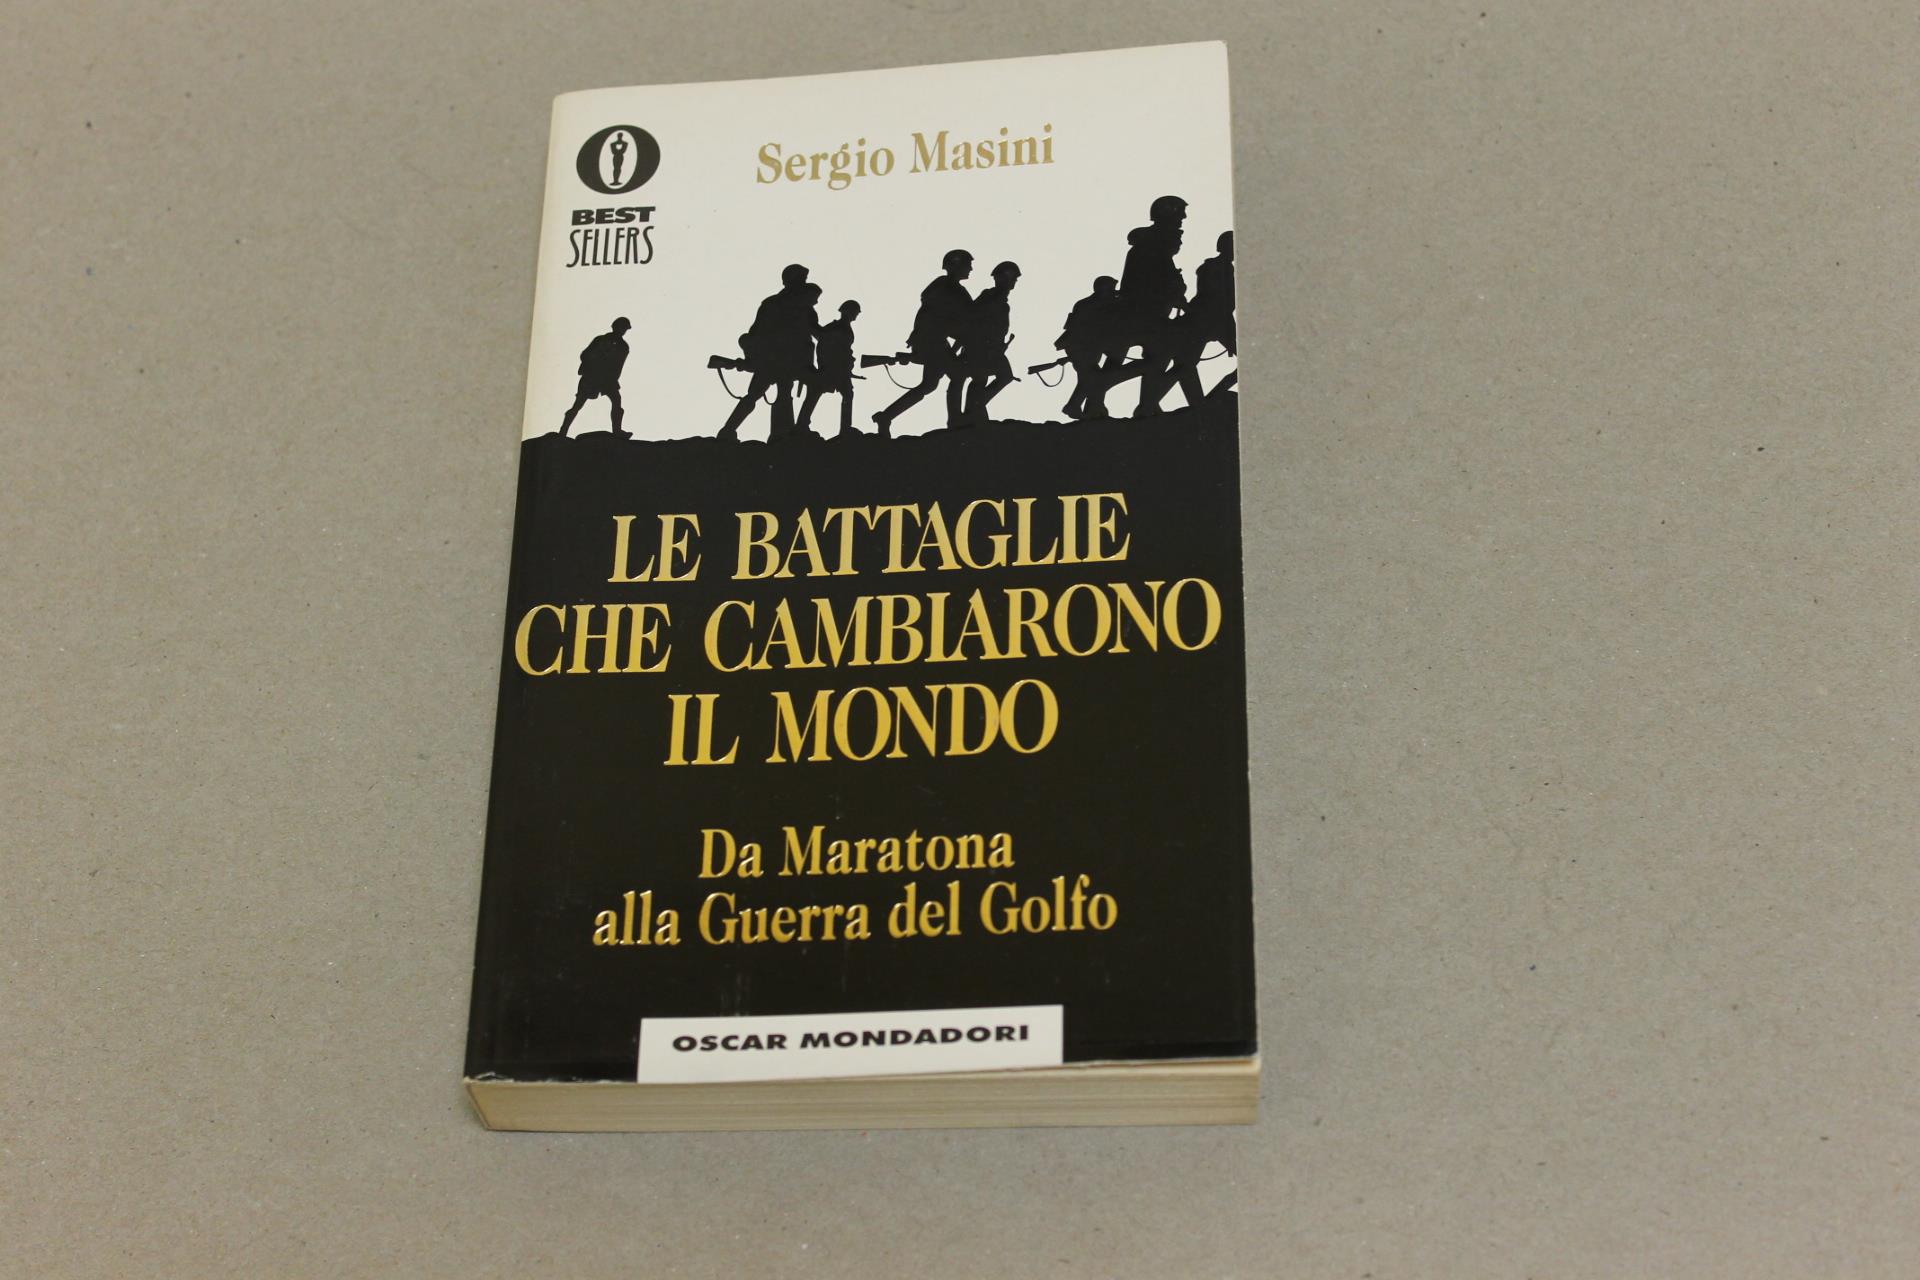 Sergio Masini
BEST
SELLERS
LE BATTAGLIE
CHE CAMBIARONO
IL MONDO
Da Maratona
alla Guerra del Golfo
OSCAR MONDADORI